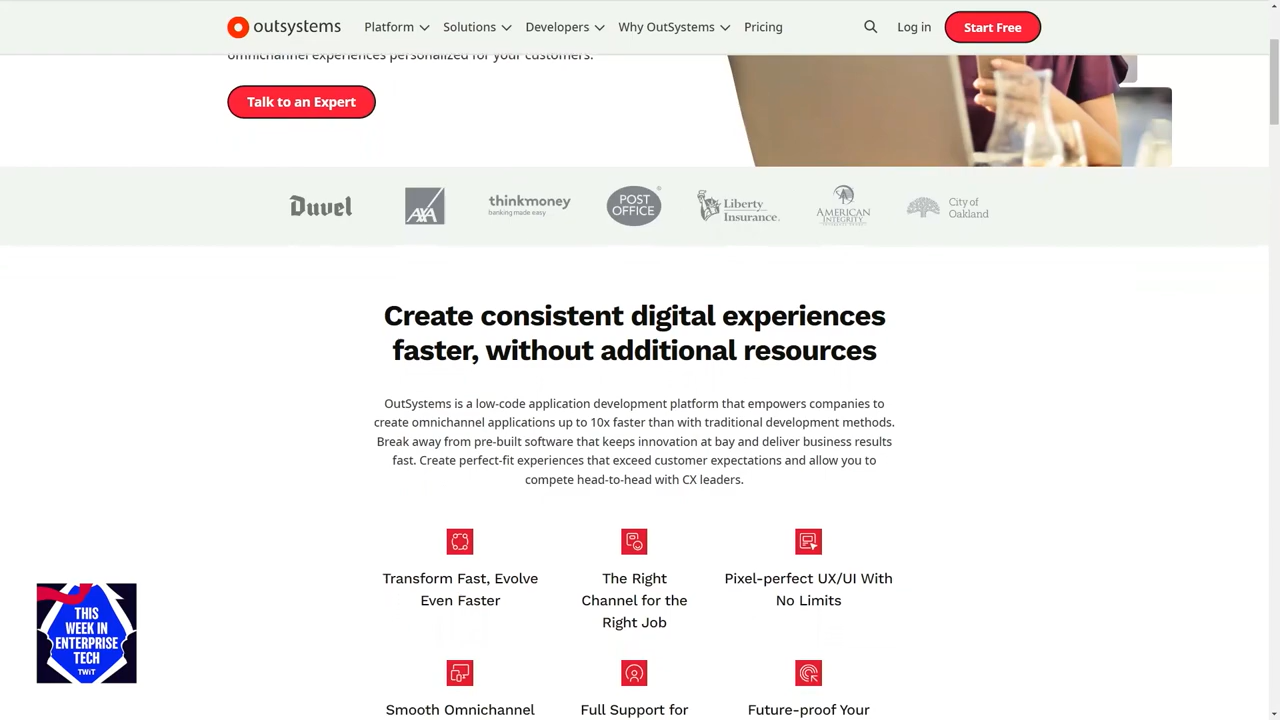 outsystems Platform Solutions Developers Why OutSystems Pricing Log in Start Free
omnichannel experiences personalized for your customers.
Talk to an Expert
Duvel AXA thinkmoney banking made easy POST OFFICE Liberty Insurance. AMERICAN INTEGRITY City of Oakland
Create consistent digital experiences
faster, without additional resources
OutSystems is a low-code application development platform that empowers companies to
create omnichannel applications up to 10x faster than with traditional development methods.
Break away from pre-built software that keeps innovation at bay and deliver business results
fast. Create perfect-fit experiences that exceed customer expectations and allow you to
compete head-to-head with CX leaders.
Transform Fast, Evolve
Even Faster
The Right
Channel for the
Right Job
Pixel-perfect UX/UI With
No Limits
Smooth Omnichannel
Full Support for
Future-proof Your
THIS
WEEK IN
ENTERPRISE
TECH
TWiT